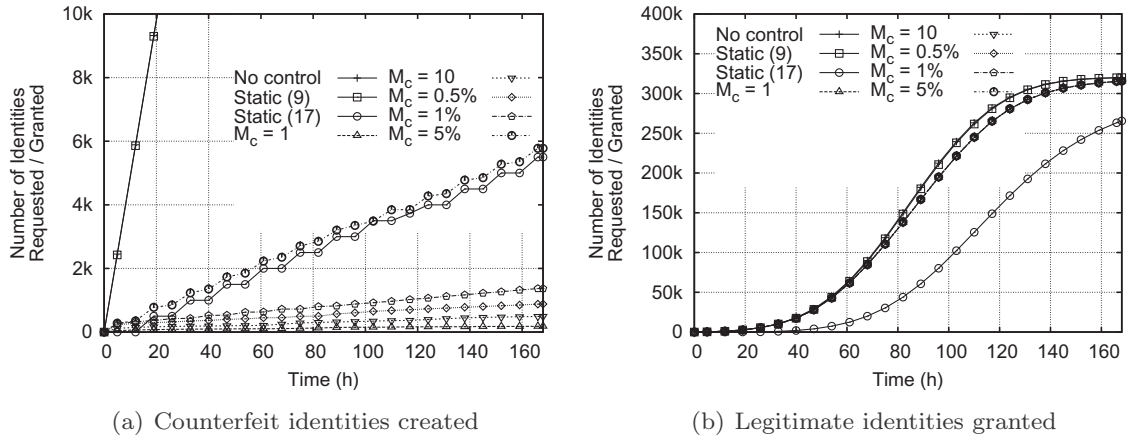 Number of Identities
Requested / Granted
10k
8k
6k
4k
2k
0
0 20 40 60 80 100 120 140 160
Time (h)
No control
Static (9)
Static (17)
M_c = 1
M_c = 10
M_c = 0.5%
M_c = 1%
M_c = 5%
(a) Counterfeit identities created
Number of Identities
Requested / Granted
400k
350k
300k
250k
200k
150k
100k
50k
0
0 20 40 60 80 100 120 140 160
Time (h)
No control
Static (9)
Static (17)
M_c = 1
M_c = 10
M_c = 0.5%
M_c = 1%
M_c = 5%
(b) Legitimate identities granted